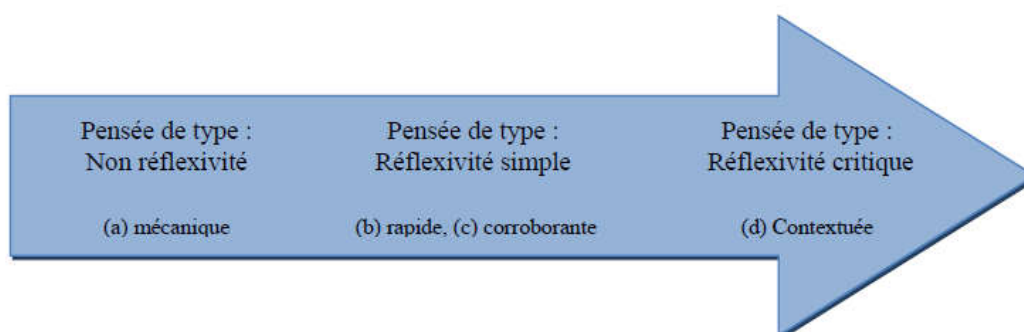 Pensée de type :
Non réflexivité
(a) mécanique
Pensée de type :
Réflexivité simple
(b) rapide, (c) corroborante
Pensée de type :
Réflexivité critique
(d) Contextuée